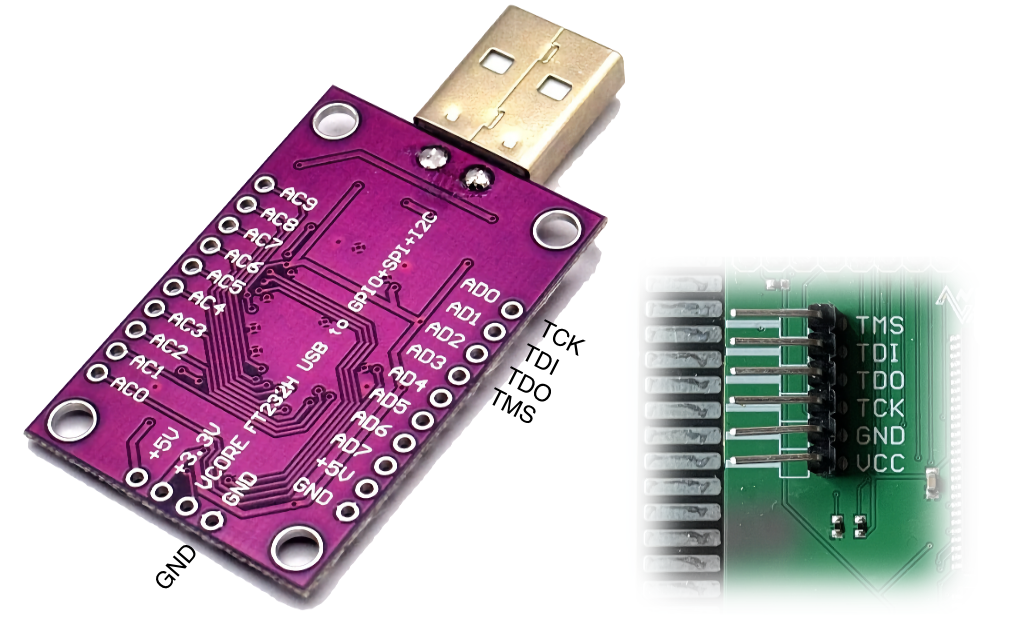 AC9
AC8
AC7
AC6
AC5
AC4
AC3
AC2
AC1
AC0
FT232H USB to GPIO+SPI+I2C
AD0
AD1
AD2
AD3
AD4
AD5
AD6
AD7
+5V
GND
+5V
+3.3V
VCORE
GND
GND
TCK
TDI
TDO
TMS
TMS
TDI
TDO
TCK
GND
VCC